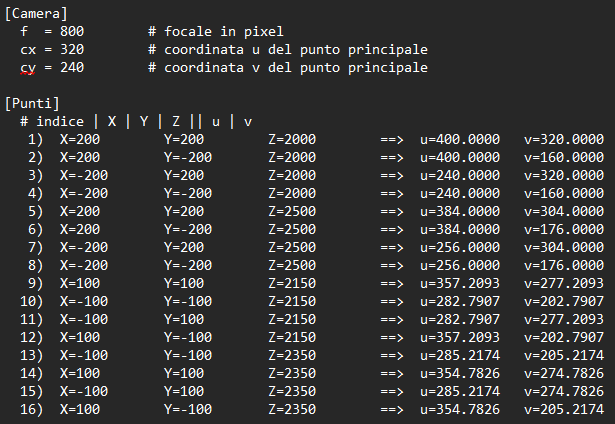 [Camera]
f = 800 # focale in pixel
cx = 320 # coordinata u del punto principale
cy = 240 # coordinata v del punto principale
[Punti]
# indice | X | Y | Z || u | v
1) X=200 Y=200 Z=2000 ==> u=400.0000 v=320.0000
2) X=200 Y=-200 Z=2000 ==> u=400.0000 v=160.0000
3) X=-200 Y=200 Z=2000 ==> u=240.0000 v=320.0000
4) X=-200 Y=-200 Z=2000 ==> u=240.0000 v=160.0000
5) X=200 Y=200 Z=2500 ==> u=384.0000 v=304.0000
6) X=200 Y=-200 Z=2500 ==> u=384.0000 v=176.0000
7) X=-200 Y=200 Z=2500 ==> u=256.0000 v=304.0000
8) X=-200 Y=-200 Z=2500 ==> u=256.0000 v=176.0000
9) X=100 Y=100 Z=2150 ==> u=357.2093 v=277.2093
10) X=-100 Y=-100 Z=2150 ==> u=282.7907 v=202.7907
11) X=-100 Y=100 Z=2150 ==> u=282.7907 v=277.2093
12) X=100 Y=-100 Z=2150 ==> u=357.2093 v=202.7907
13) X=-100 Y=-100 Z=2350 ==> u=285.2174 v=205.2174
14) X=100 Y=100 Z=2350 ==> u=354.7826 v=274.7826
15) X=-100 Y=100 Z=2350 ==> u=285.2174 v=274.7826
16) X=100 Y=-100 Z=2350 ==> u=354.7826 v=205.2174